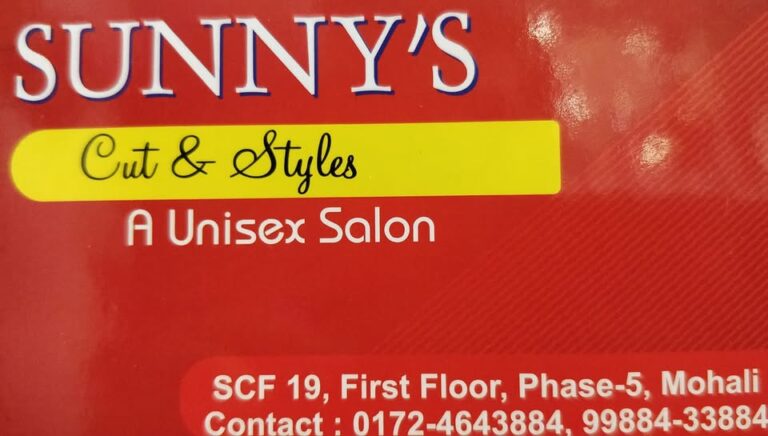 SUNNY'S
Cut & Styles
A Unisex Salon
SCF 19, First Floor, Phase-5, Mohali
Contact : 0172-4643884, 99884-33884